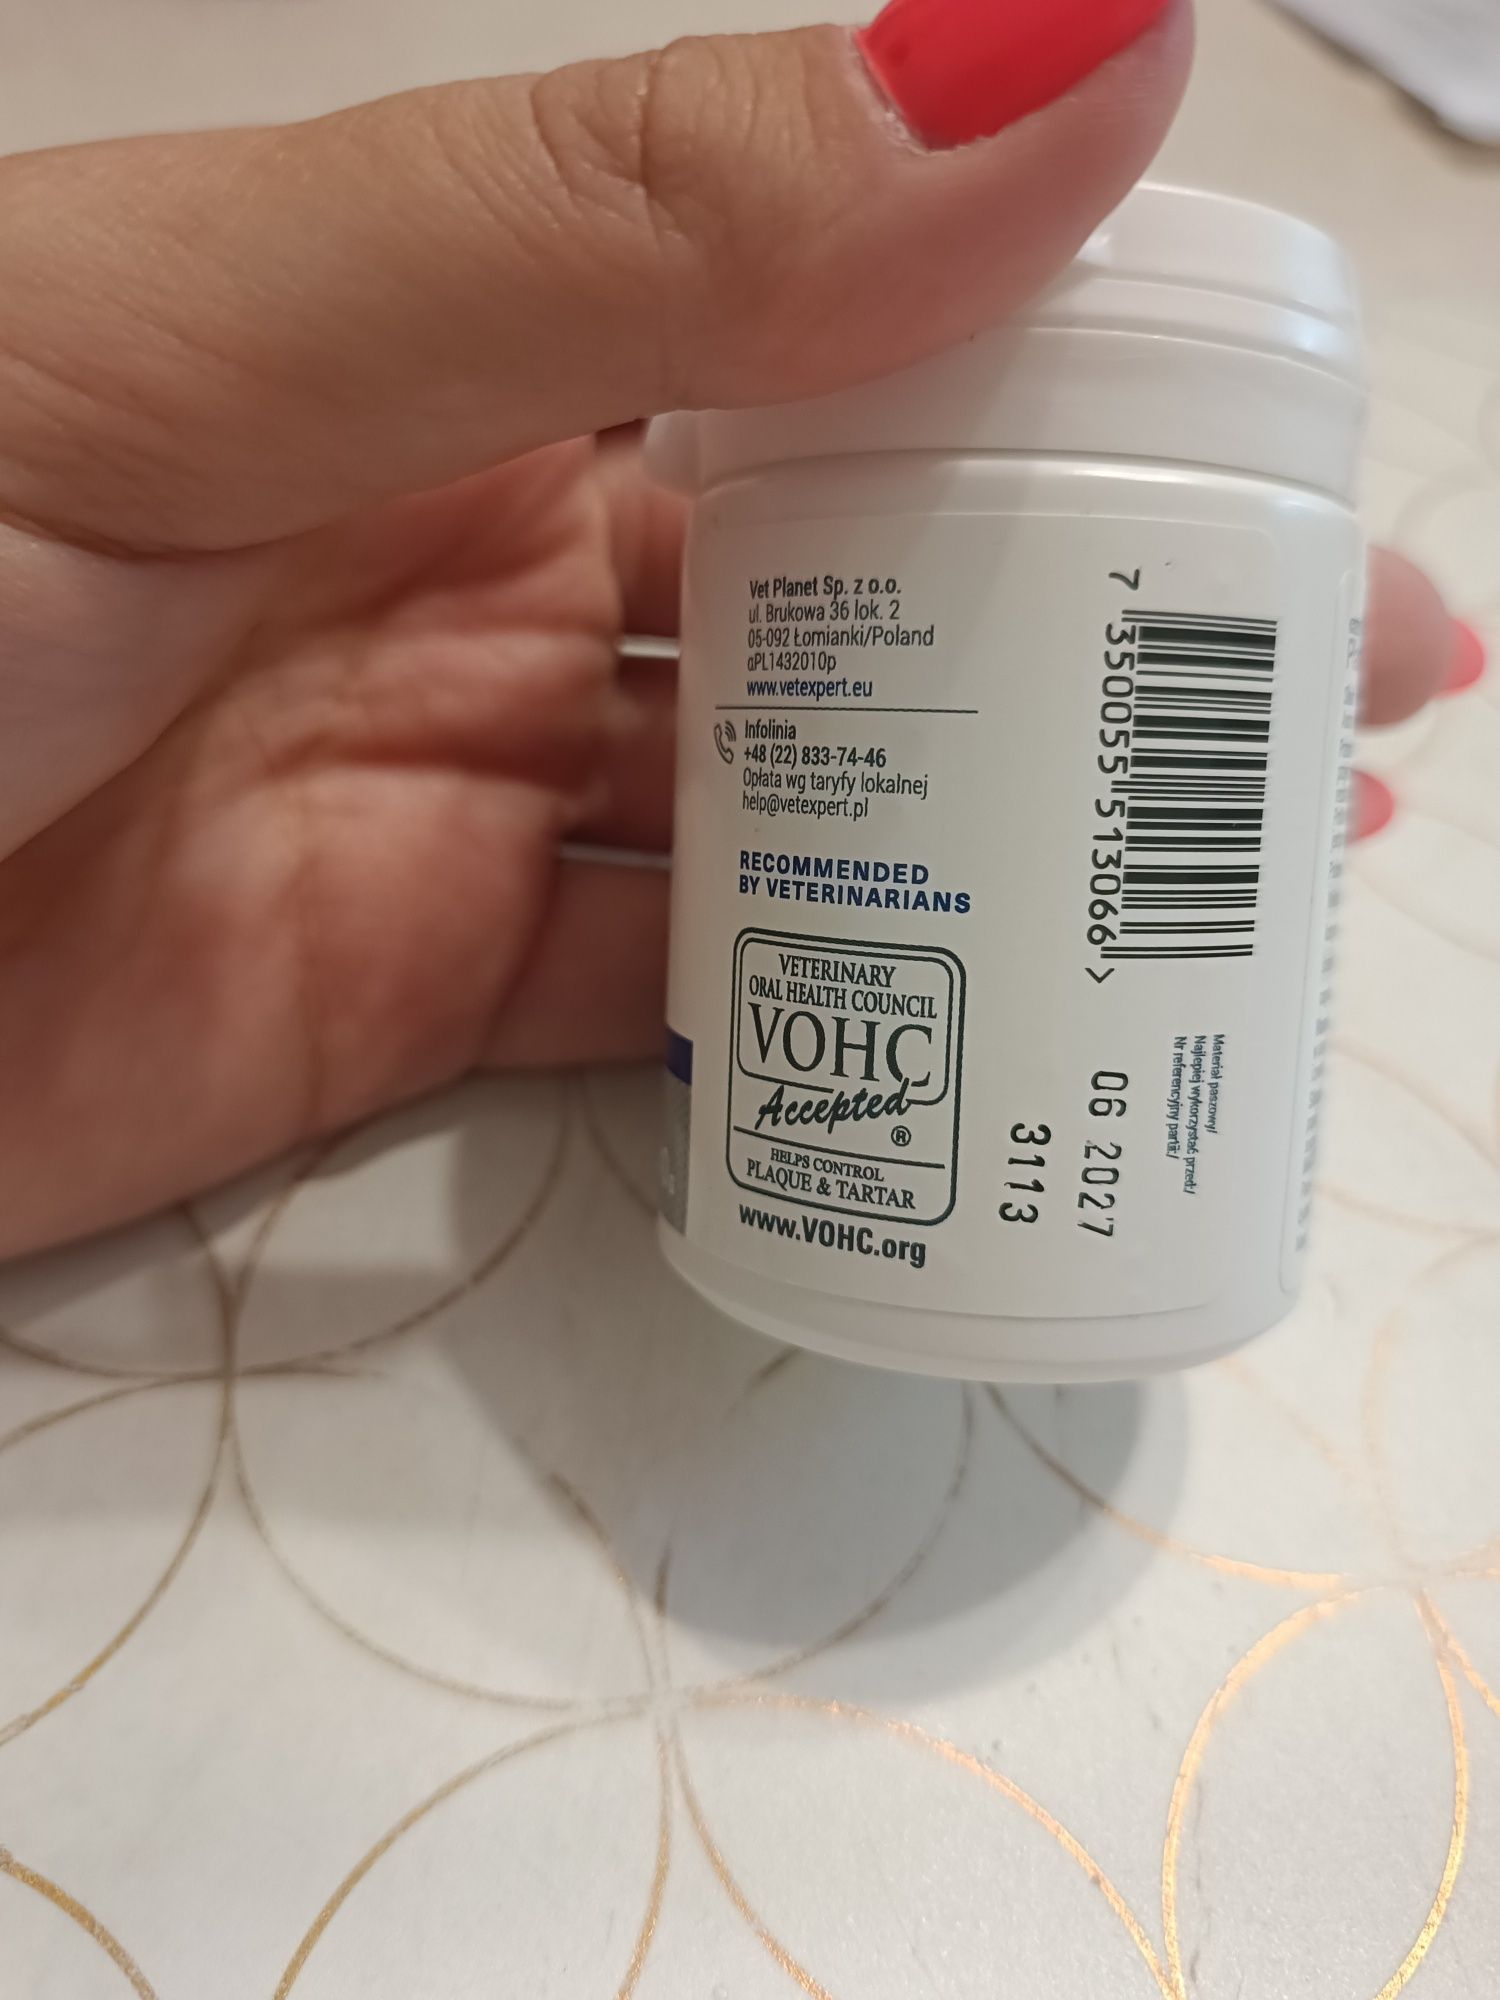 Vet Planet Sp. z o.o.
ul. Brukowa 36 lok. 2
05-092 Łomianki/Poland
αPL1432010p
www.vetexpert.eu
Infolinia
+48 (22) 833-74-46
Opłata wg taryfy lokalnej
help@vetexpert.pl
RECOMMENDED
BY VETERINARIANS
VETERINARY
ORAL HEALTH COUNCIL
VOHC
Accepted
®
HELPS CONTROL
PLAQUE & TARTAR
www.VOHC.org
7 350055 513066 >
Materiał paszowy/
Najlepiej wykorzystać przed:/
Nr referencyjny partii:/
06 2027
3113